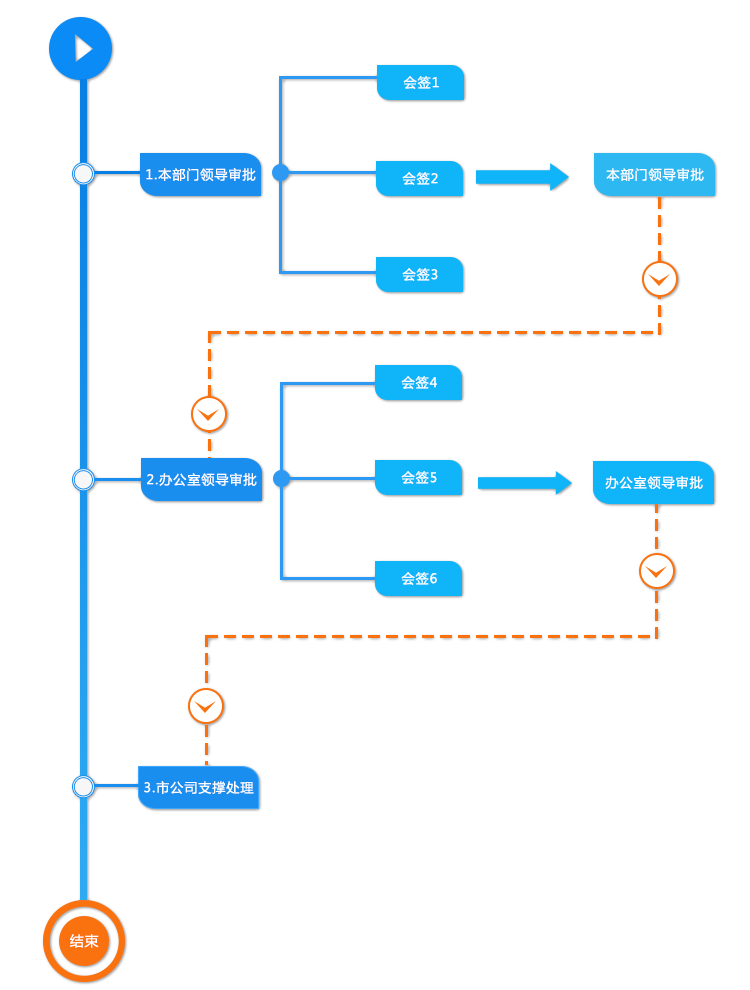 会签1
1.本部门领导审批
会签2
本部门领导审批
会签3
会签4
2.办公室领导审批
会签5
办公室领导审批
会签6
3.市公司支撑处理
结束